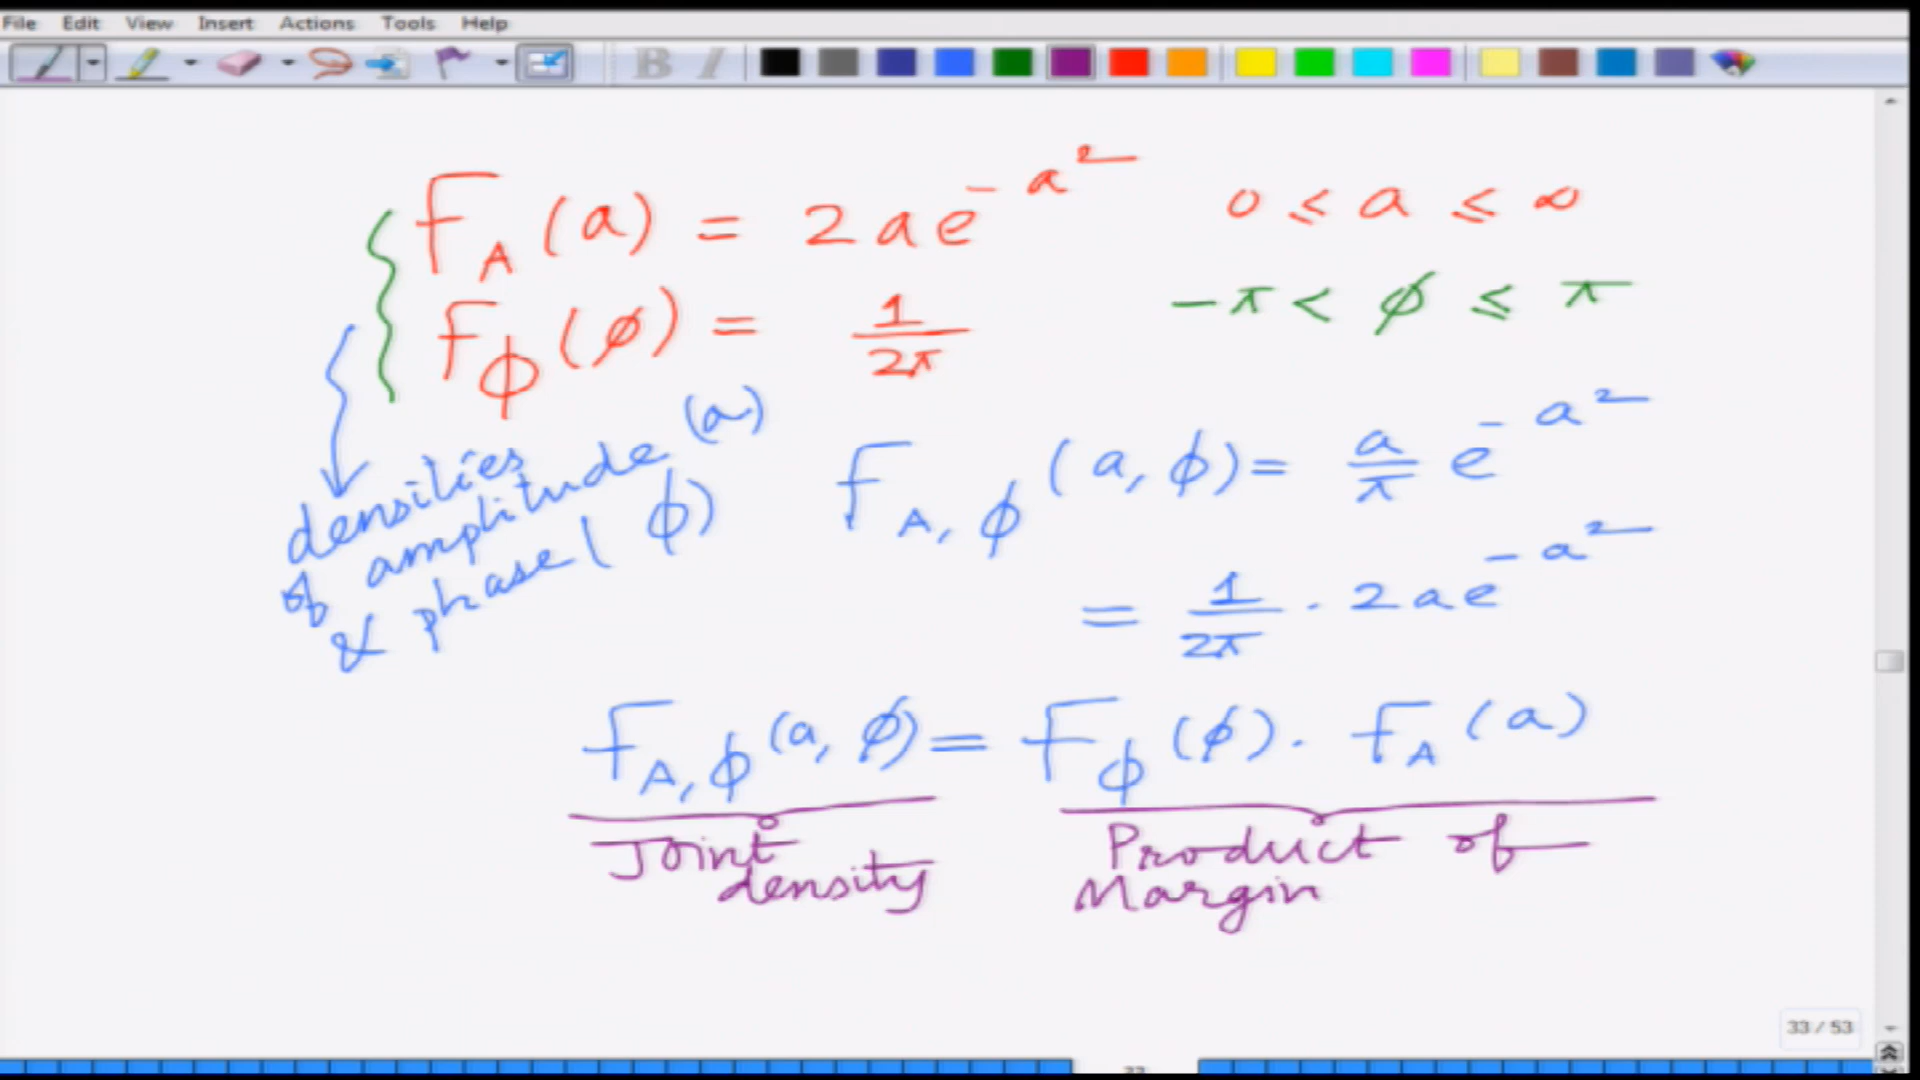 File Edit View Insert Actions Tools Help
B I
F_A (a) = 2ae^{-a^2} 0 ≤ a ≤ ∞
F_Φ (ϕ) = 1/2π -π < ϕ ≤ π
densities of amplitude (a) & phase (ϕ)
F_{A,Φ} (a, ϕ) = a/π e^{-a^2}
= 1/2π · 2ae^{-a^2}
F_{A,Φ} (a, ϕ) = F_Φ (ϕ) · F_A (a)
Joint density
Product of Margin
33 / 53